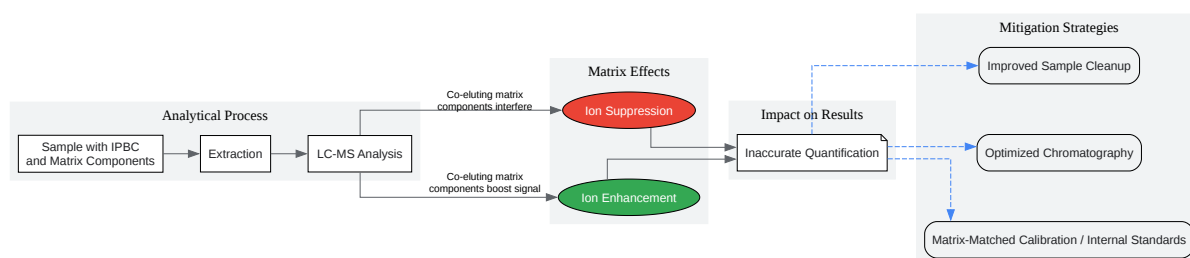 Analytical Process
Sample with IPBC
and Matrix Components
Extraction
LC-MS Analysis
Co-eluting matrix
components interfere
Co-eluting matrix
components boost signal
Matrix Effects
Ion Suppression
Ion Enhancement
Impact on Results
Inaccurate Quantification
Mitigation Strategies
Improved Sample Cleanup
Optimized Chromatography
Matrix-Matched Calibration / Internal Standards